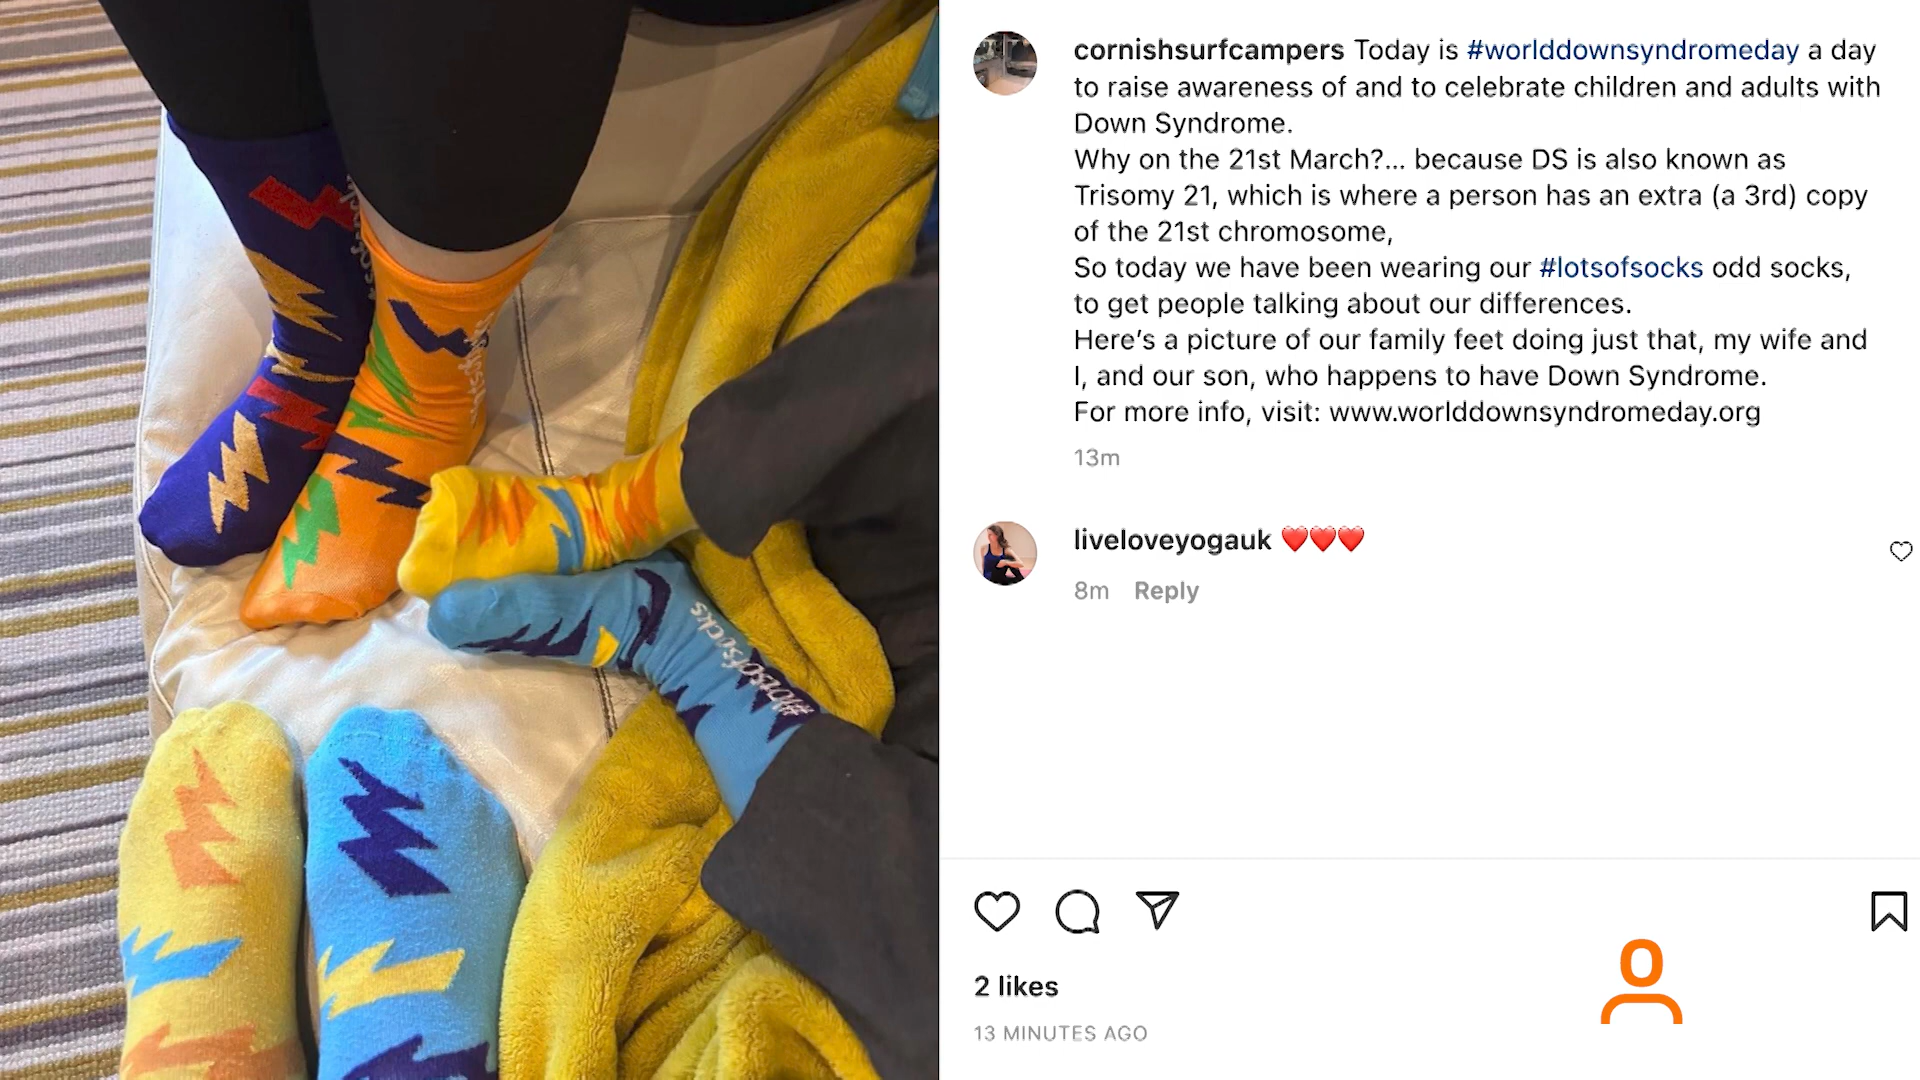 cornishsurfcampers Today is #worlddownsyndromeday a day
to raise awareness of and to celebrate children and adults with
Down Syndrome.
Why on the 21st March?... because DS is also known as
Trisomy 21, which is where a person has an extra (a 3rd) copy
of the 21st chromosome,
So today we have been wearing our #lotsofsocks odd socks,
to get people talking about our differences.
Here's a picture of our family feet doing just that, my wife and
I, and our son, who happens to have Down Syndrome.
For more info, visit: www.worlddownsyndromeday.org
13m
liveloveyogauk ❤️❤️❤️
8m Reply
2 likes
13 MINUTES AGO
#lotsofsocks